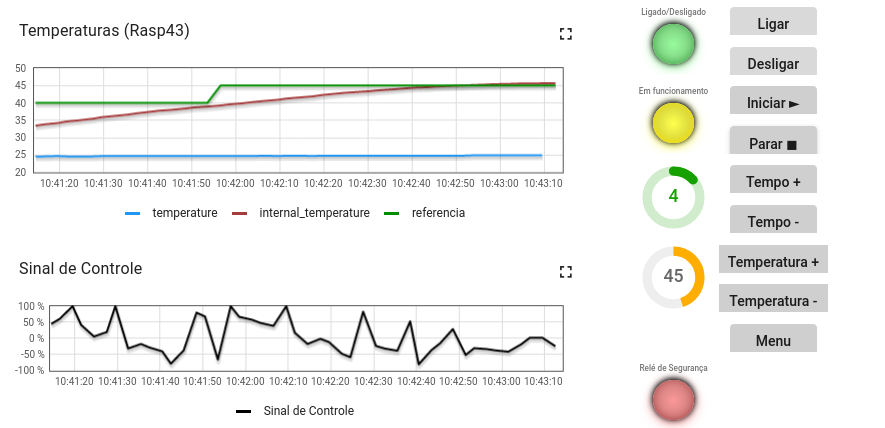 Temperaturas (Rasp43)
50
45
40
35
30
25
20
10:41:20 10:41:30 10:41:40 10:41:50 10:42:00 10:42:10 10:42:20 10:42:30 10:42:40 10:42:50 10:43:00 10:43:10
temperature internal_temperature referencia
Sinal de Controle
100 %
50 %
0 %
-50 %
-100 %
10:41:20 10:41:30 10:41:40 10:41:50 10:42:00 10:42:10 10:42:20 10:42:30 10:42:40 10:42:50 10:43:00 10:43:10
Sinal de Controle
Ligado/Desligado
Em funcionamento
4
45
Relé de Segurança
Ligar
Desligar
Iniciar ►
Parar ■
Tempo +
Tempo -
Temperatura +
Temperatura -
Menu